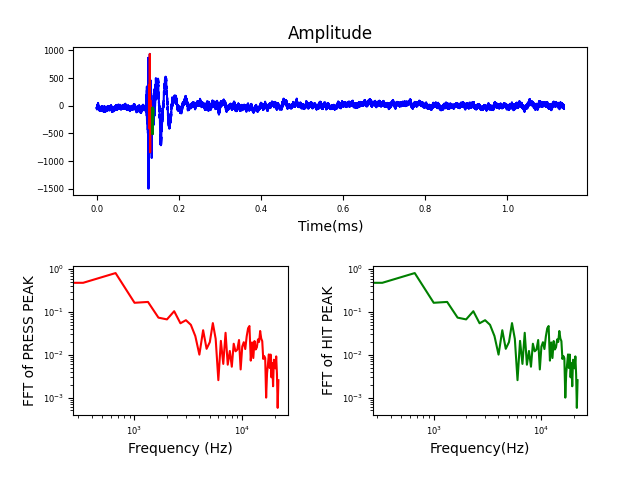 Amplitude
1000
500
0
−500
−1000
−1500
0.0 0.2 0.4 0.6 0.8 1.0
Time(ms)
FFT of PRESS PEAK
10⁰
10⁻¹
10⁻²
10⁻³
10³ 10⁴
Frequency (Hz)
FFT of HIT PEAK
10⁰
10⁻¹
10⁻²
10⁻³
10³ 10⁴
Frequency(Hz)